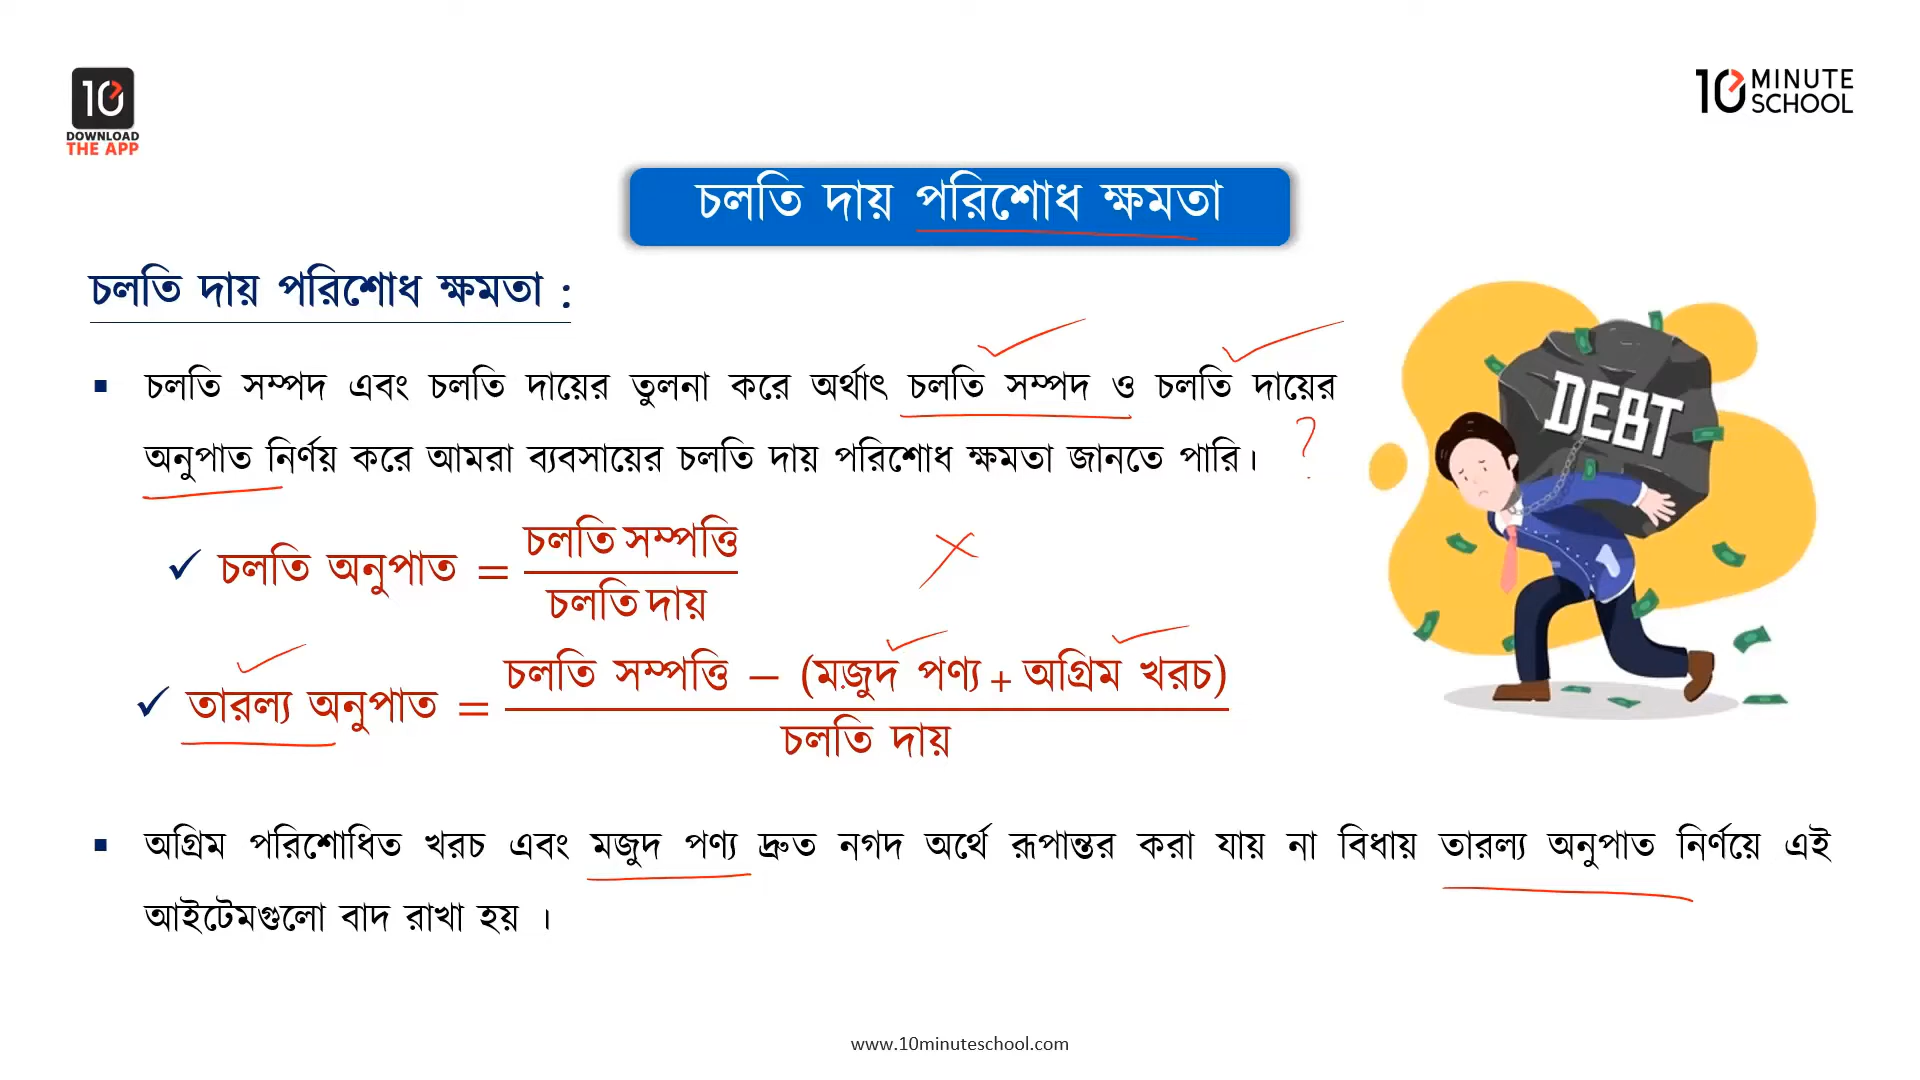 10
DOWNLOAD
THE APP
10 MINUTE
SCHOOL
চলতি দায় পরিশোধ ক্ষমতা
চলতি দায় পরিশোধ ক্ষমতা :
▪ চলতি সম্পদ এবং চলতি দায়ের তুলনা করে অর্থাৎ চলতি সম্পদ ও চলতি দায়ের
অনুপাত নির্ণয় করে আমরা ব্যবসায়ের চলতি দায় পরিশোধ ক্ষমতা জানতে পারি। ?
DEBT
✓ চলতি অনুপাত = চলতি সম্পত্তি
চলতি দায়
✓ তারল্য অনুপাত = চলতি সম্পত্তি − (মজুদ পণ্য + অগ্রিম খরচ)
চলতি দায়
▪ অগ্রিম পরিশোধিত খরচ এবং মজুদ পণ্য দ্রুত নগদ অর্থে রূপান্তর করা যায় না বিধায় তারল্য অনুপাত নির্ণয়ে এই
আইটেমগুলো বাদ রাখা হয় ।
www.10minuteschool.com